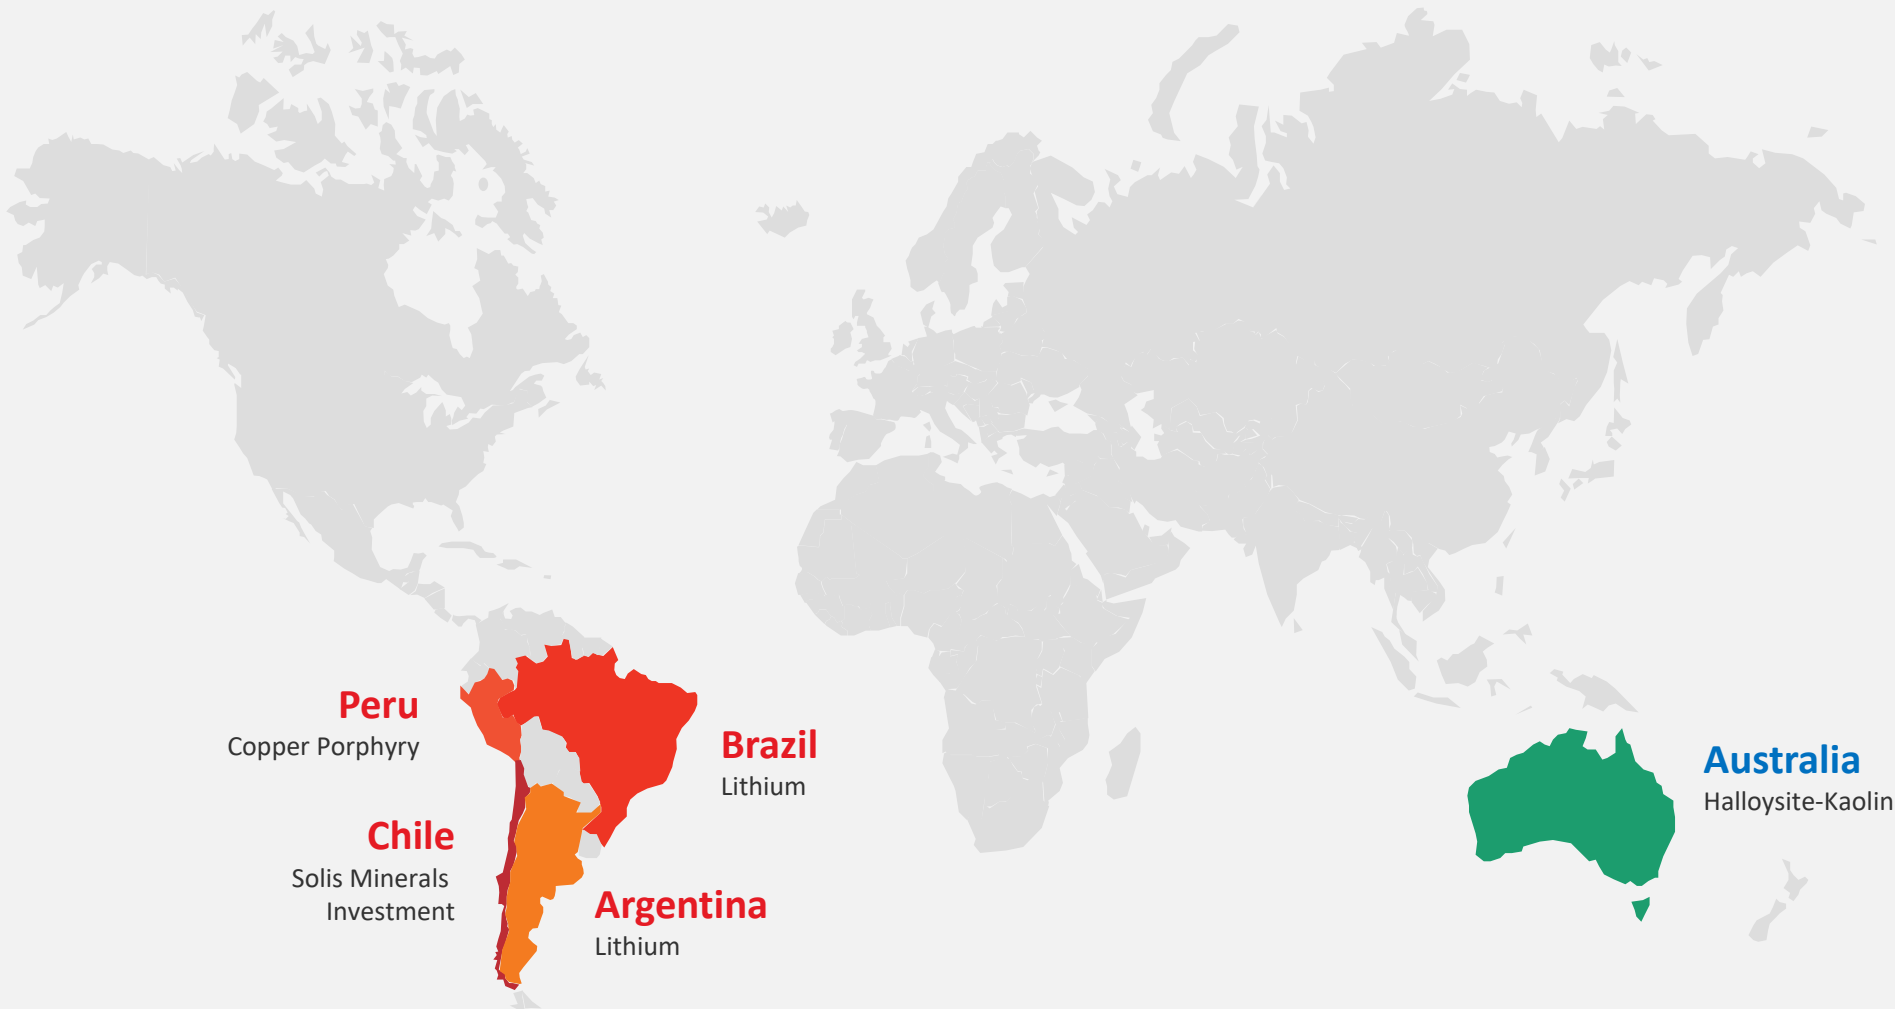 Peru
Copper Porphyry
Brazil
Lithium
Chile
Solis Minerals
Investment
Argentina
Lithium
Australia
Halloysite-Kaolin